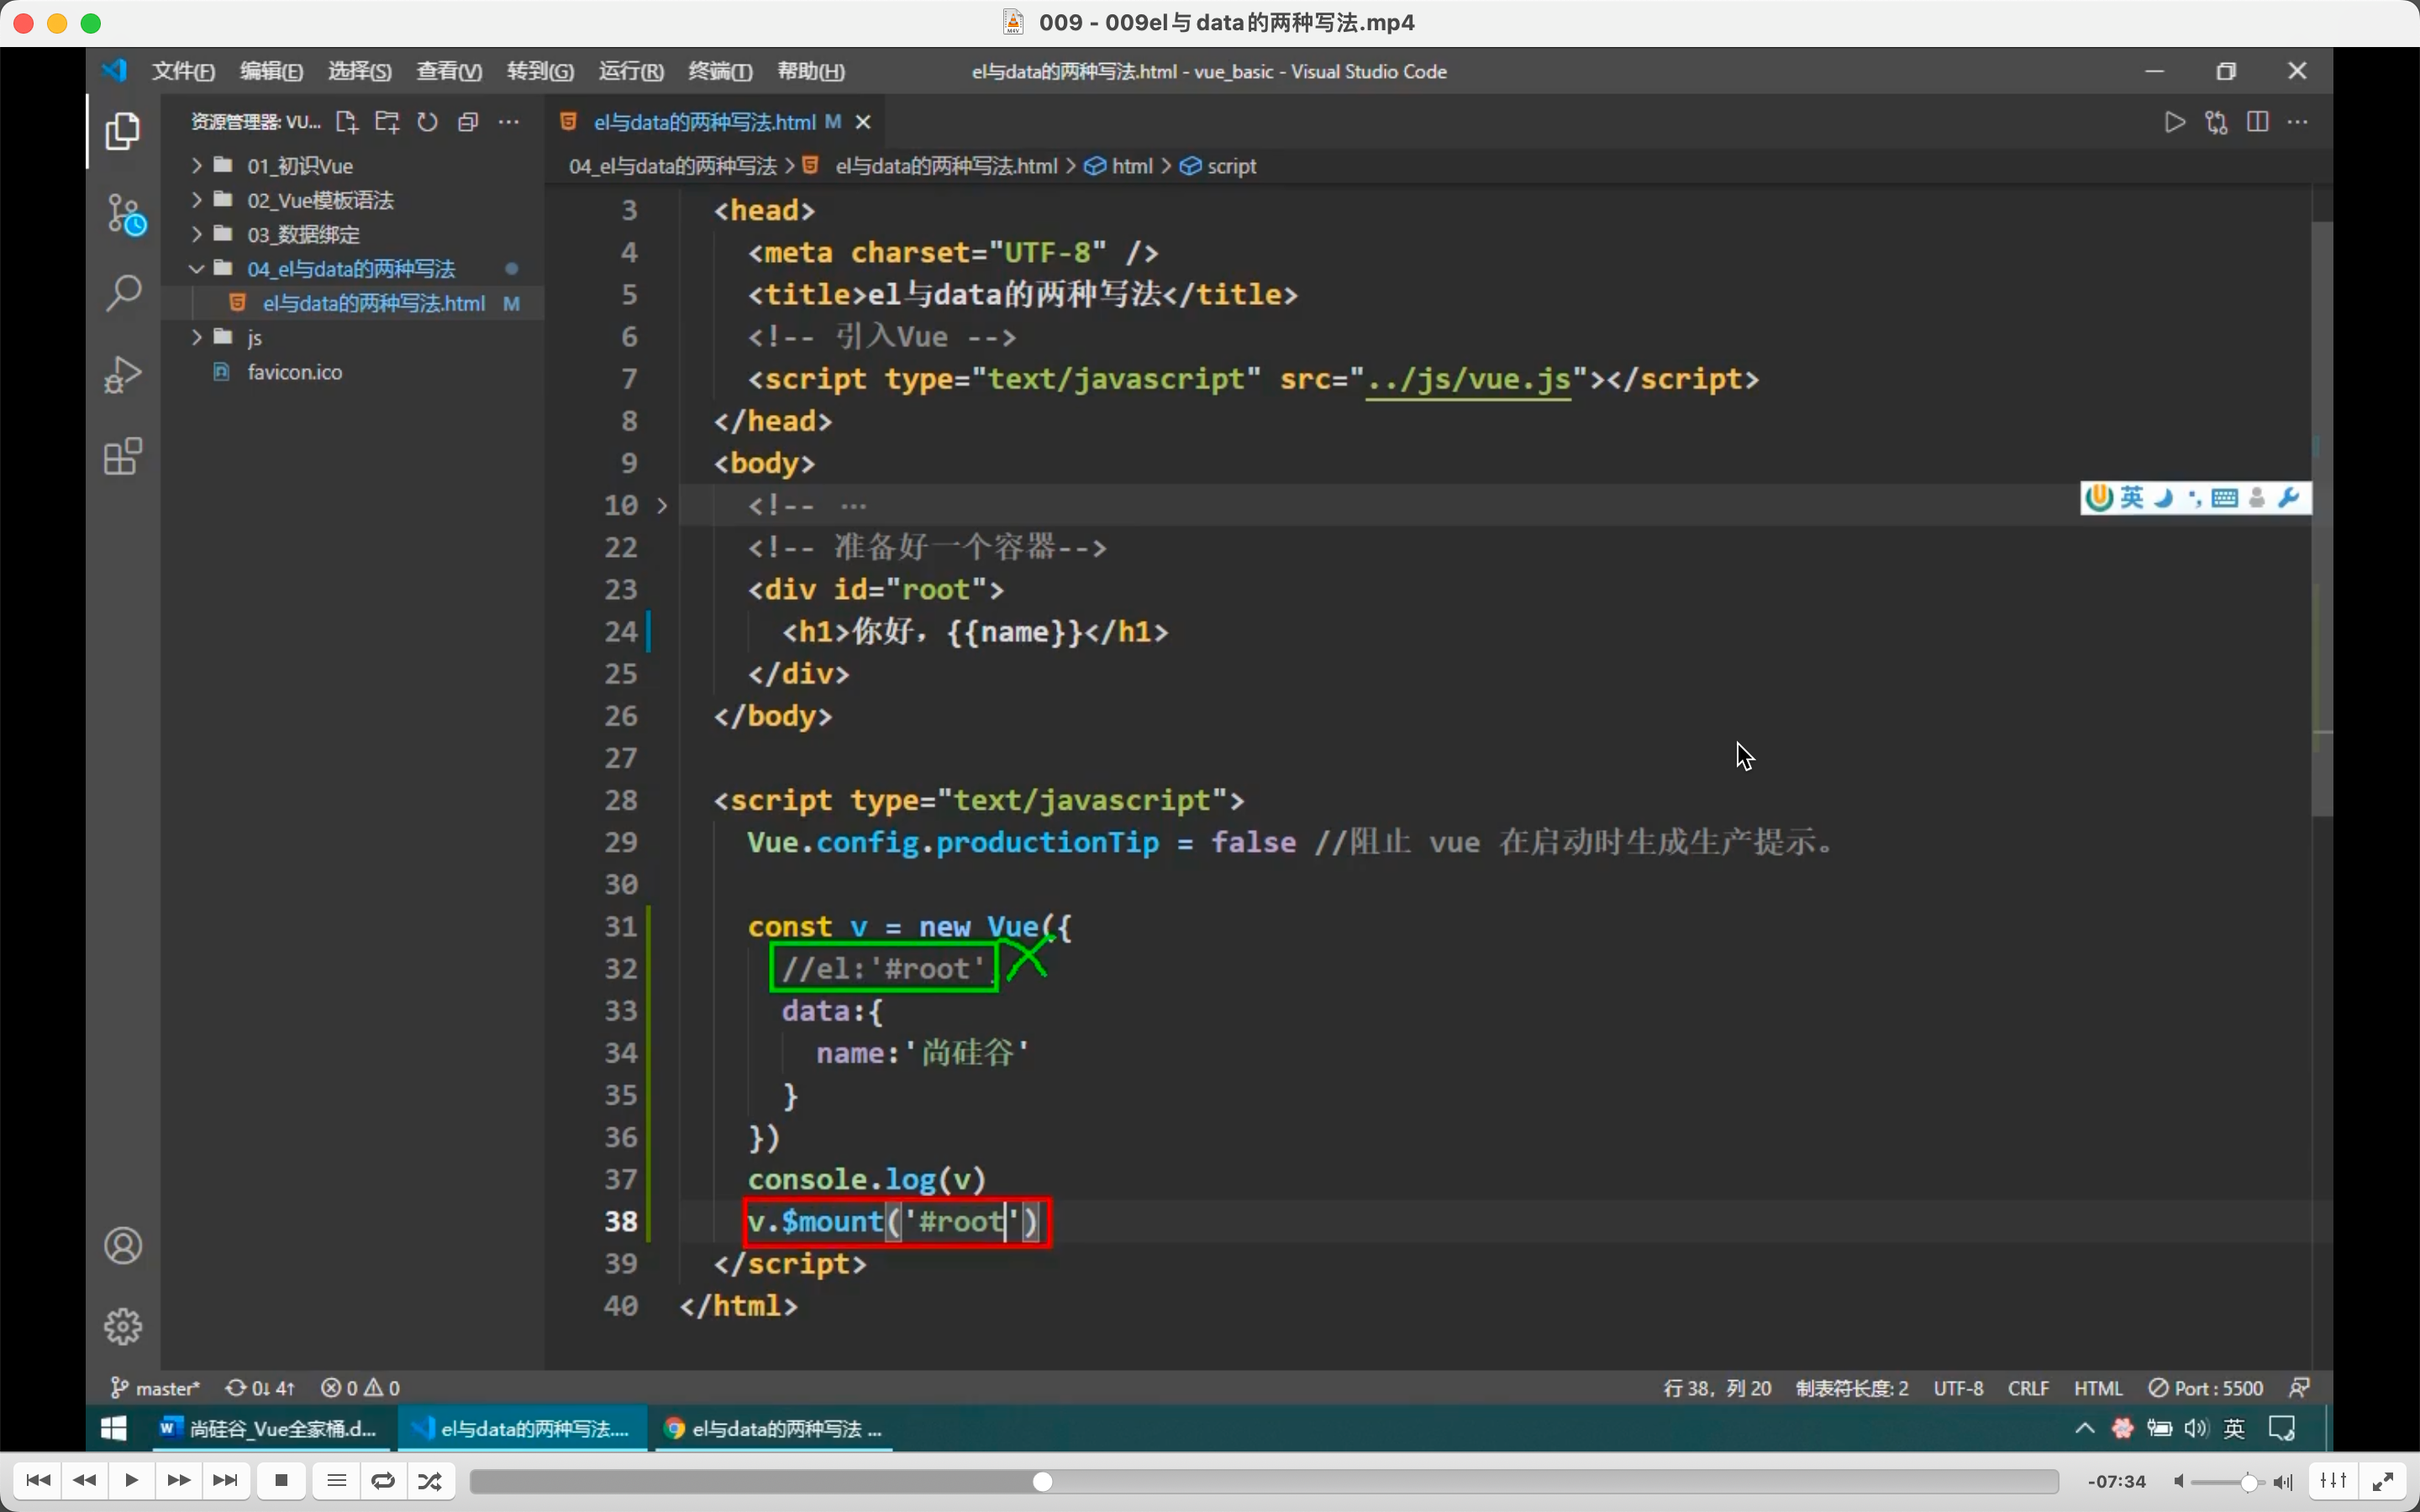 009 - 009el与data的两种写法.mp4
文件(F) 编辑(E) 选择(S) 查看(V) 转到(G) 运行(R) 终端(T) 帮助(H) el与data的两种写法.html - vue_basic - Visual Studio Code
资源管理器: VU...
01_初识Vue
02_Vue模板语法
03_数据绑定
04_el与data的两种写法
el与data的两种写法.html M
js
favicon.ico
el与data的两种写法.html M
04_el与data的两种写法 > el与data的两种写法.html > html > script
3 <head>
4 <meta charset="UTF-8" />
5 <title>el与data的两种写法</title>
6 <!-- 引入Vue -->
7 <script type="text/javascript" src="../js/vue.js"></script>
8 </head>
9 <body>
10 <!-- ...
22 <!-- 准备好一个容器-->
23 <div id="root">
24 <h1>你好，{{name}}</h1>
25 </div>
26 </body>
27
28 <script type="text/javascript">
29 Vue.config.productionTip = false //阻止 vue 在启动时生成生产提示。
30
31 const v = new Vue({
32 //el:'#root',
33 data:{
34 name:'尚硅谷'
35 }
36 })
37 console.log(v)
38 v.$mount('#root')
39 </script>
40 </html>
英
master* 0↓ 4↑ 0 0 行 38，列 20 制表符长度: 2 UTF-8 CRLF HTML Port : 5500
尚硅谷_Vue全家桶.d... el与data的两种写法.... el与data的两种写法 ... 英
-07:34